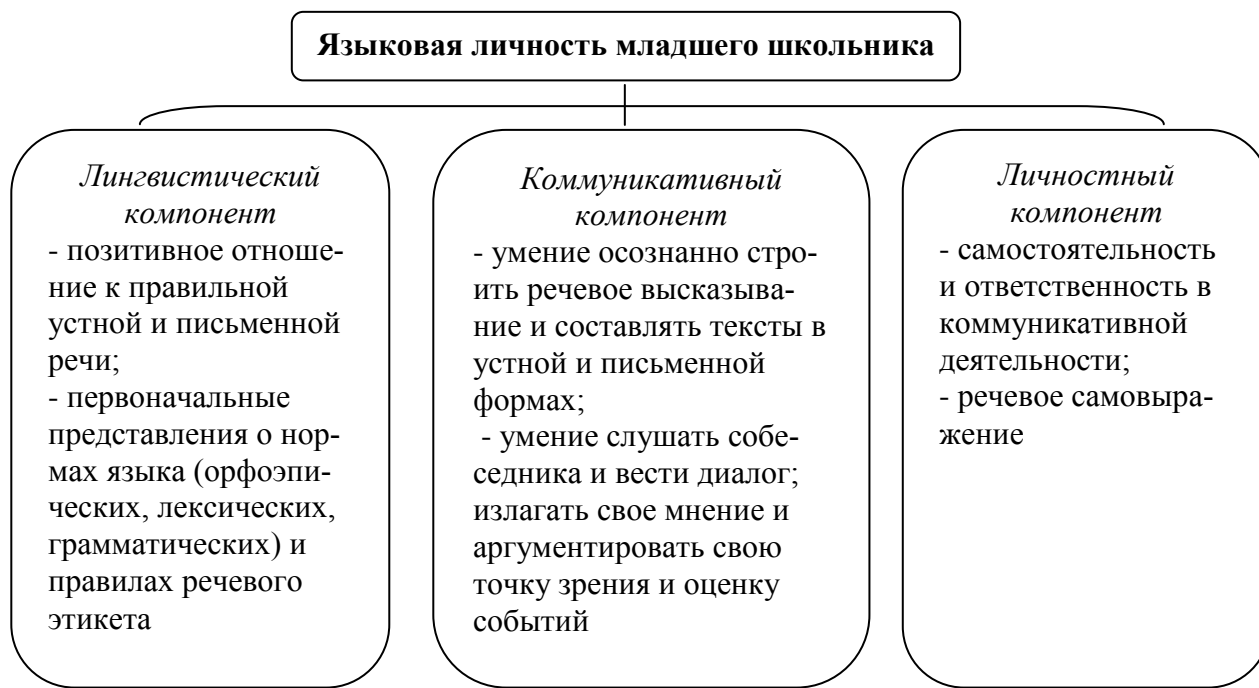 Языковая личность младшего школьника
Лингвистический
компонент
- позитивное отноше-
ние к правильной
устной и письменной
речи;
- первоначальные
представления о нор-
мах языка (орфоэпи-
ческих, лексических,
грамматических) и
правилах речевого
этикета
Коммуникативный
компонент
- умение осознанно стро-
ить речевое высказыва-
ние и составлять тексты в
устной и письменной
формах;
- умение слушать собе-
седника и вести диалог;
излагать свое мнение и
аргументировать свою
точку зрения и оценку
событий
Личностный
компонент
- самостоятельность
и ответственность в
коммуникативной
деятельности;
- речевое самовыра-
жение